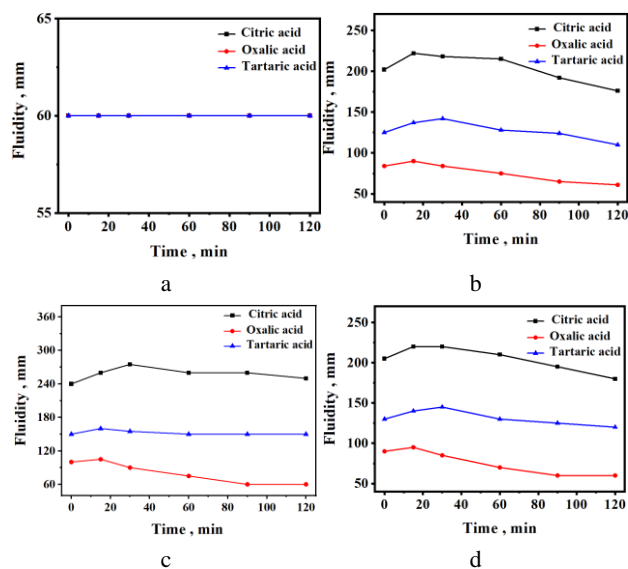 65
60
55
Fluidity , mm
Citric acid
Oxalic acid
Tartaric acid
0 20 40 60 80 100 120
Time , min
a
250
200
150
100
50
Fluidity , mm
Citric acid
Oxalic acid
Tartaric acid
0 20 40 60 80 100 120
Time , min
b
360
300
240
180
120
60
Fluidity , mm
Citric acid
Oxalic acid
Tartaric acid
0 20 40 60 80 100 120
Time , min
c
250
200
150
100
50
Fluidity , mm
Citric acid
Oxalic acid
Tartaric acid
0 20 40 60 80 100 120
Time , min
d